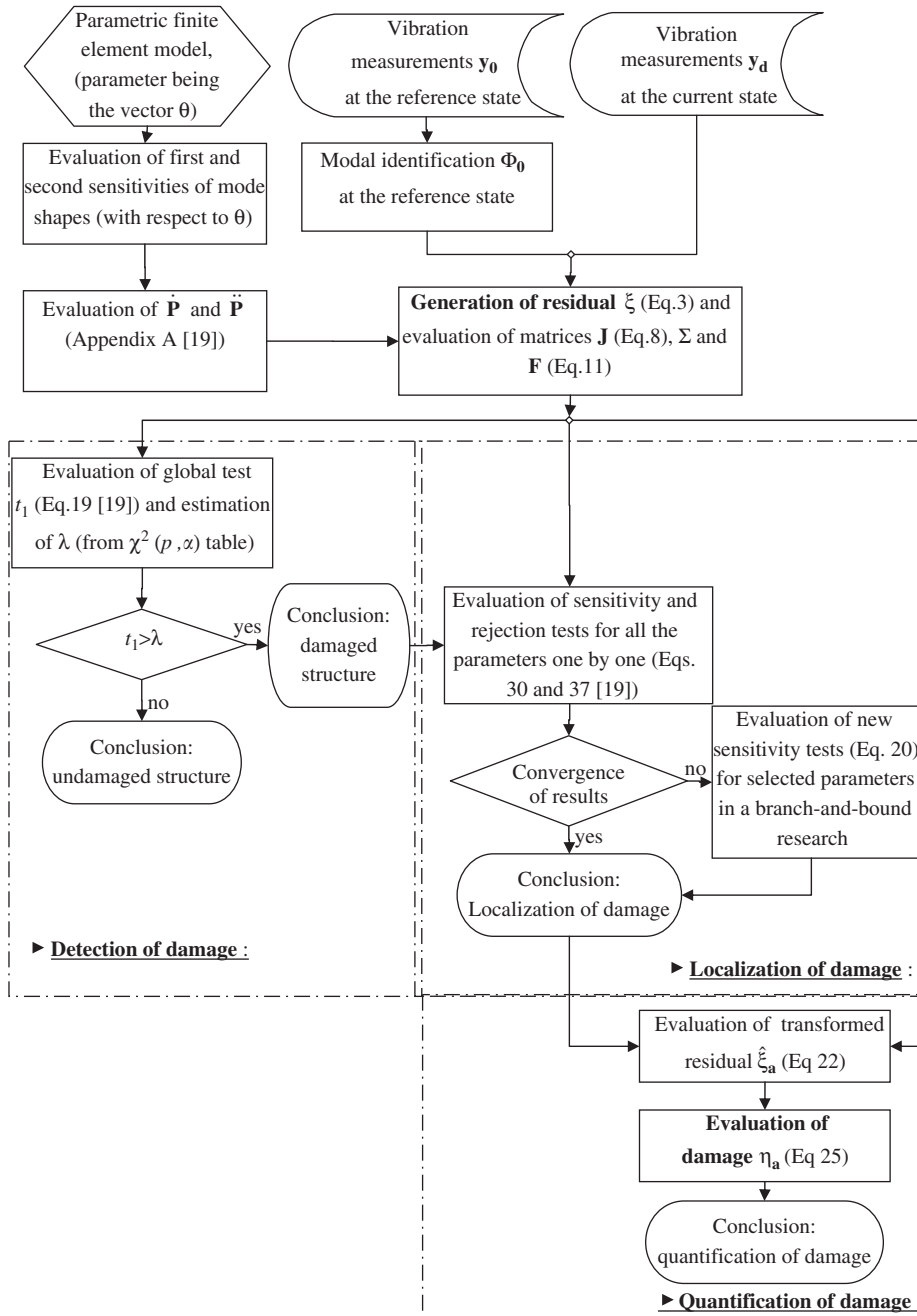 Parametric finite
element model,
(parameter being
the vector θ)
Vibration
measurements y₀
at the reference state
Vibration
measurements y_d
at the current state
Evaluation of first and
second sensitivities of mode
shapes (with respect to θ)
Modal identification Φ₀
at the reference state
Evaluation of Ṗ and P̈
(Appendix A [19])
Generation of residual ξ (Eq.3) and
evaluation of matrices J (Eq.8), Σ and
F (Eq.11)
Evaluation of global test
t₁ (Eq.19 [19]) and estimation
of λ (from χ² (p ,α) table)
t₁>λ
yes
no
Conclusion:
damaged
structure
Conclusion:
undamaged structure
▶ Detection of damage :
Evaluation of sensitivity and
rejection tests for all the
parameters one by one (Eqs.
30 and 37 [19])
Convergence
of results
no
yes
Evaluation of new
sensitivity tests (Eq. 20)
for selected parameters
in a branch-and-bound
research
Conclusion:
Localization of damage
▶ Localization of damage :
Evaluation of transformed
residual ξ̂ₐ (Eq 22)
Evaluation of
damage ηₐ (Eq 25)
Conclusion:
quantification of damage
▶ Quantification of damage